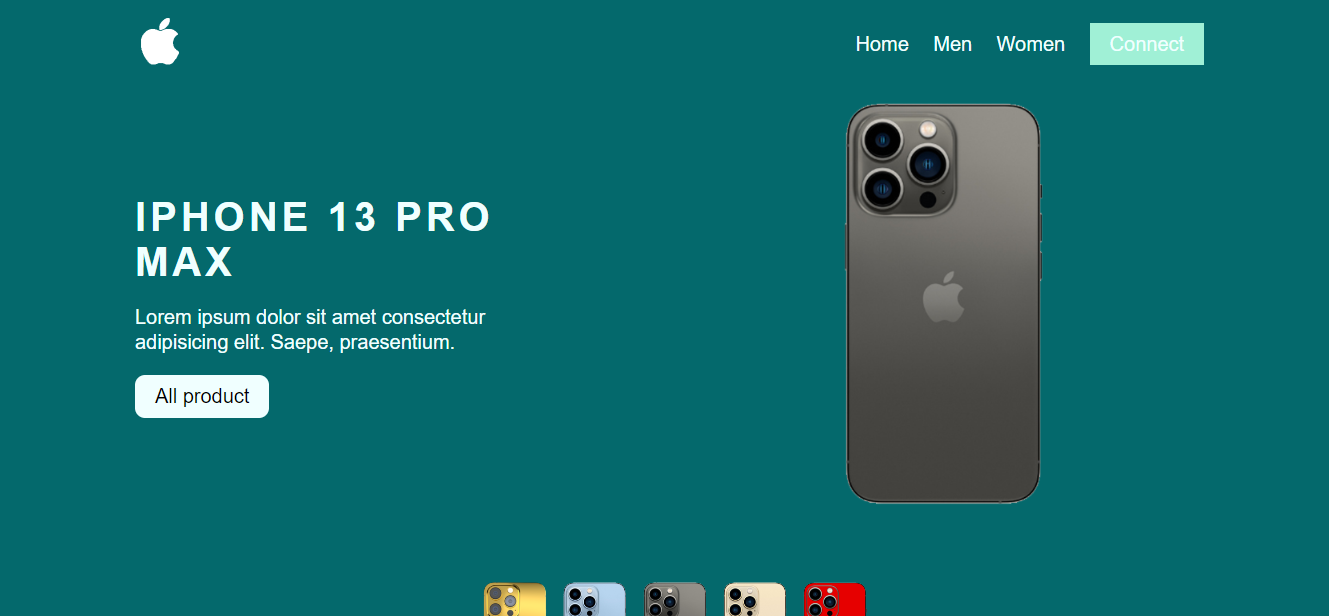 Home Men Women Connect
IPHONE 13 PRO
MAX
Lorem ipsum dolor sit amet consectetur
adipisicing elit. Saepe, praesentium.
All product